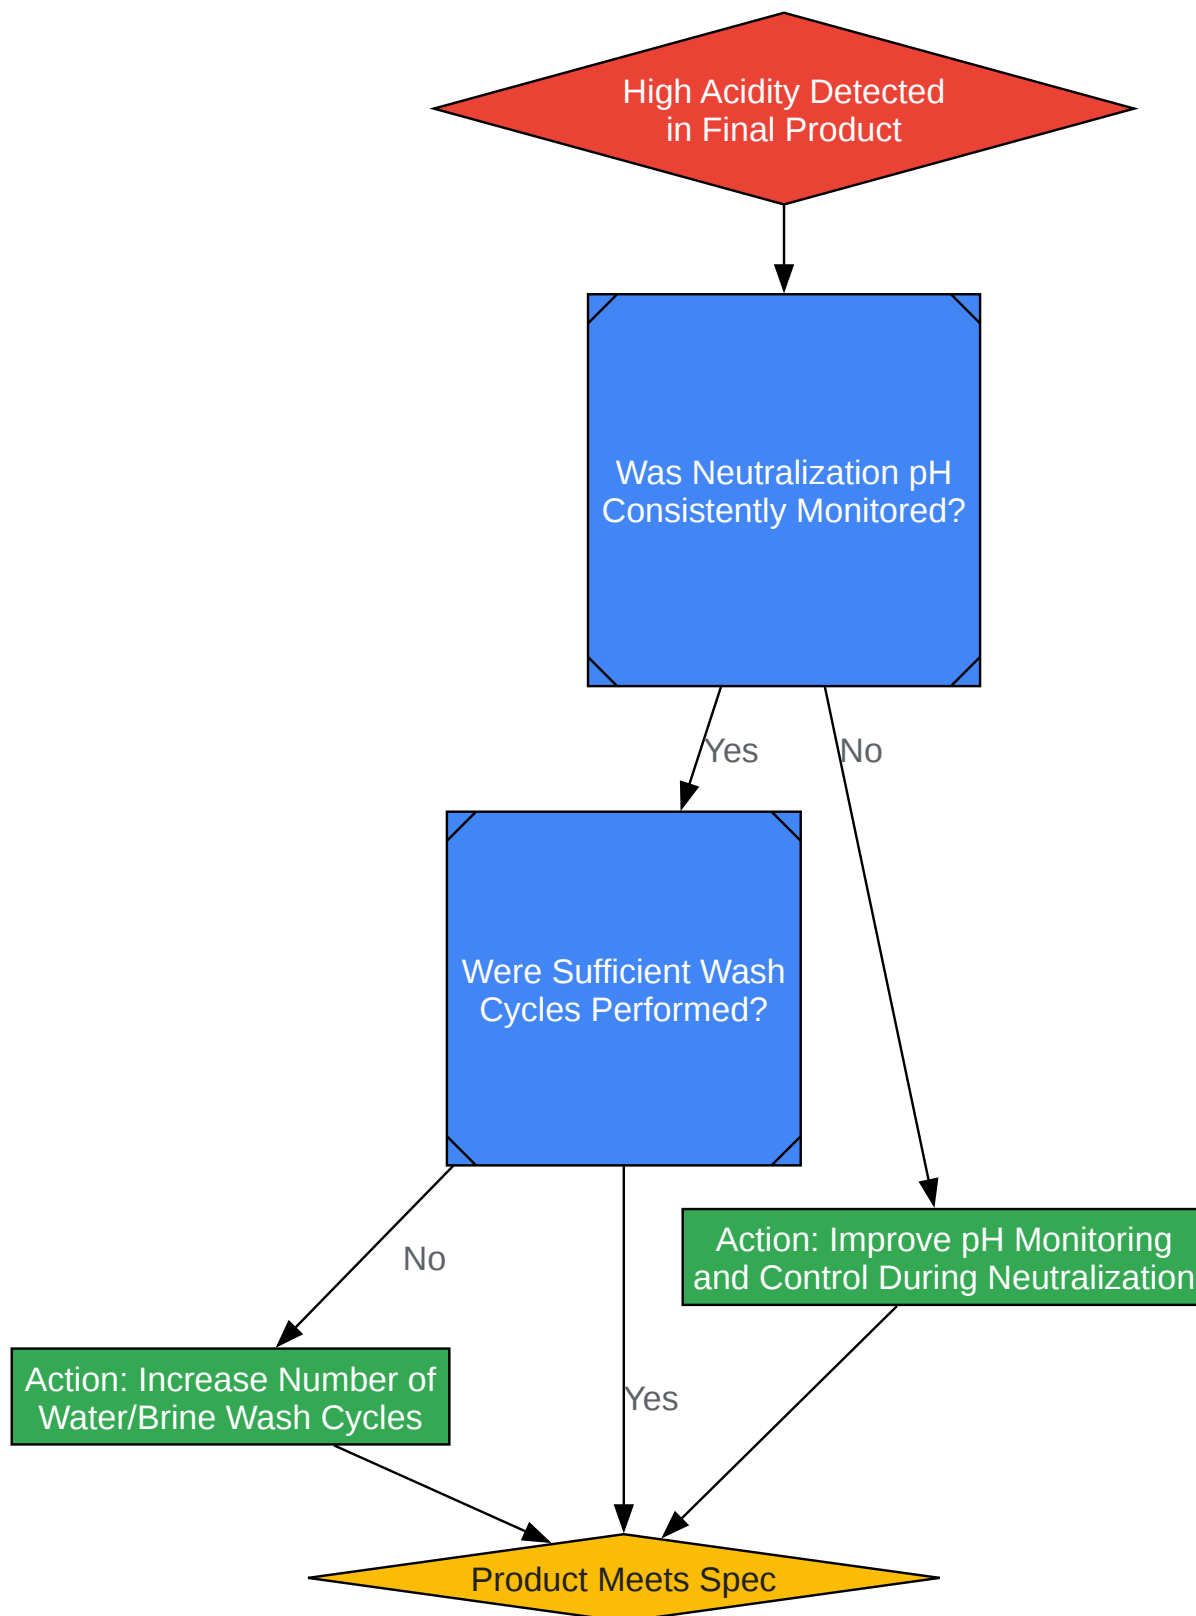 High Acidity Detected
in Final Product
Was Neutralization pH
Consistently Monitored?
Yes
No
Were Sufficient Wash
Cycles Performed?
No
Action: Improve pH Monitoring
and Control During Neutralization
Action: Increase Number of
Water/Brine Wash Cycles
Yes
Product Meets Spec